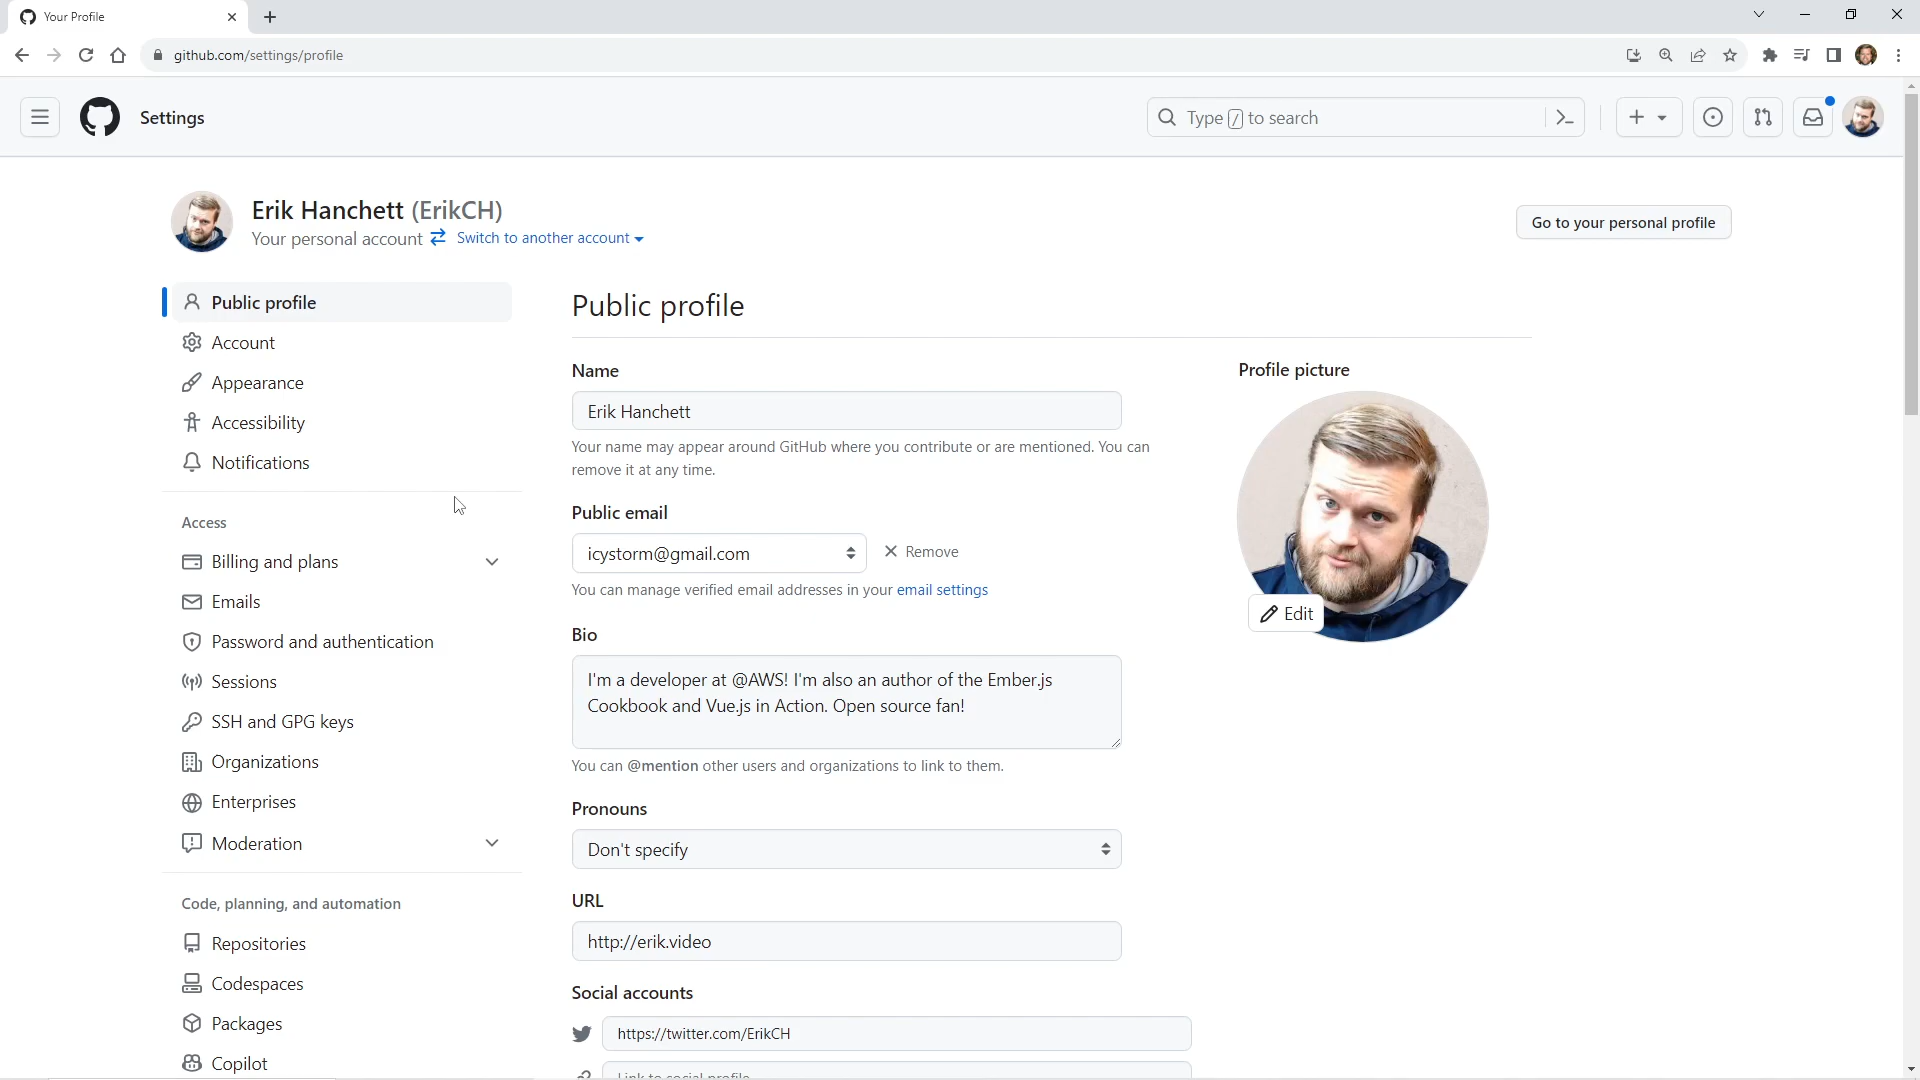 Your Profile
github.com/settings/profile
Settings
Type / to search
Erik Hanchett (ErikCH)
Your personal account
Switch to another account
Go to your personal profile
Public profile
Account
Appearance
Accessibility
Notifications
Access
Billing and plans
Emails
Password and authentication
Sessions
SSH and GPG keys
Organizations
Enterprises
Moderation
Code, planning, and automation
Repositories
Codespaces
Packages
Copilot
Public profile
Name
Erik Hanchett
Your name may appear around GitHub where you contribute or are mentioned. You can
remove it at any time.
Public email
icystorm@gmail.com
Remove
You can manage verified email addresses in your email settings
Bio
I'm a developer at @AWS! I'm also an author of the Ember.js
Cookbook and Vue.js in Action. Open source fan!
You can @mention other users and organizations to link to them.
Pronouns
Don't specify
URL
http://erik.video
Social accounts
https://twitter.com/ErikCH
Link to social profile
Profile picture
Edit